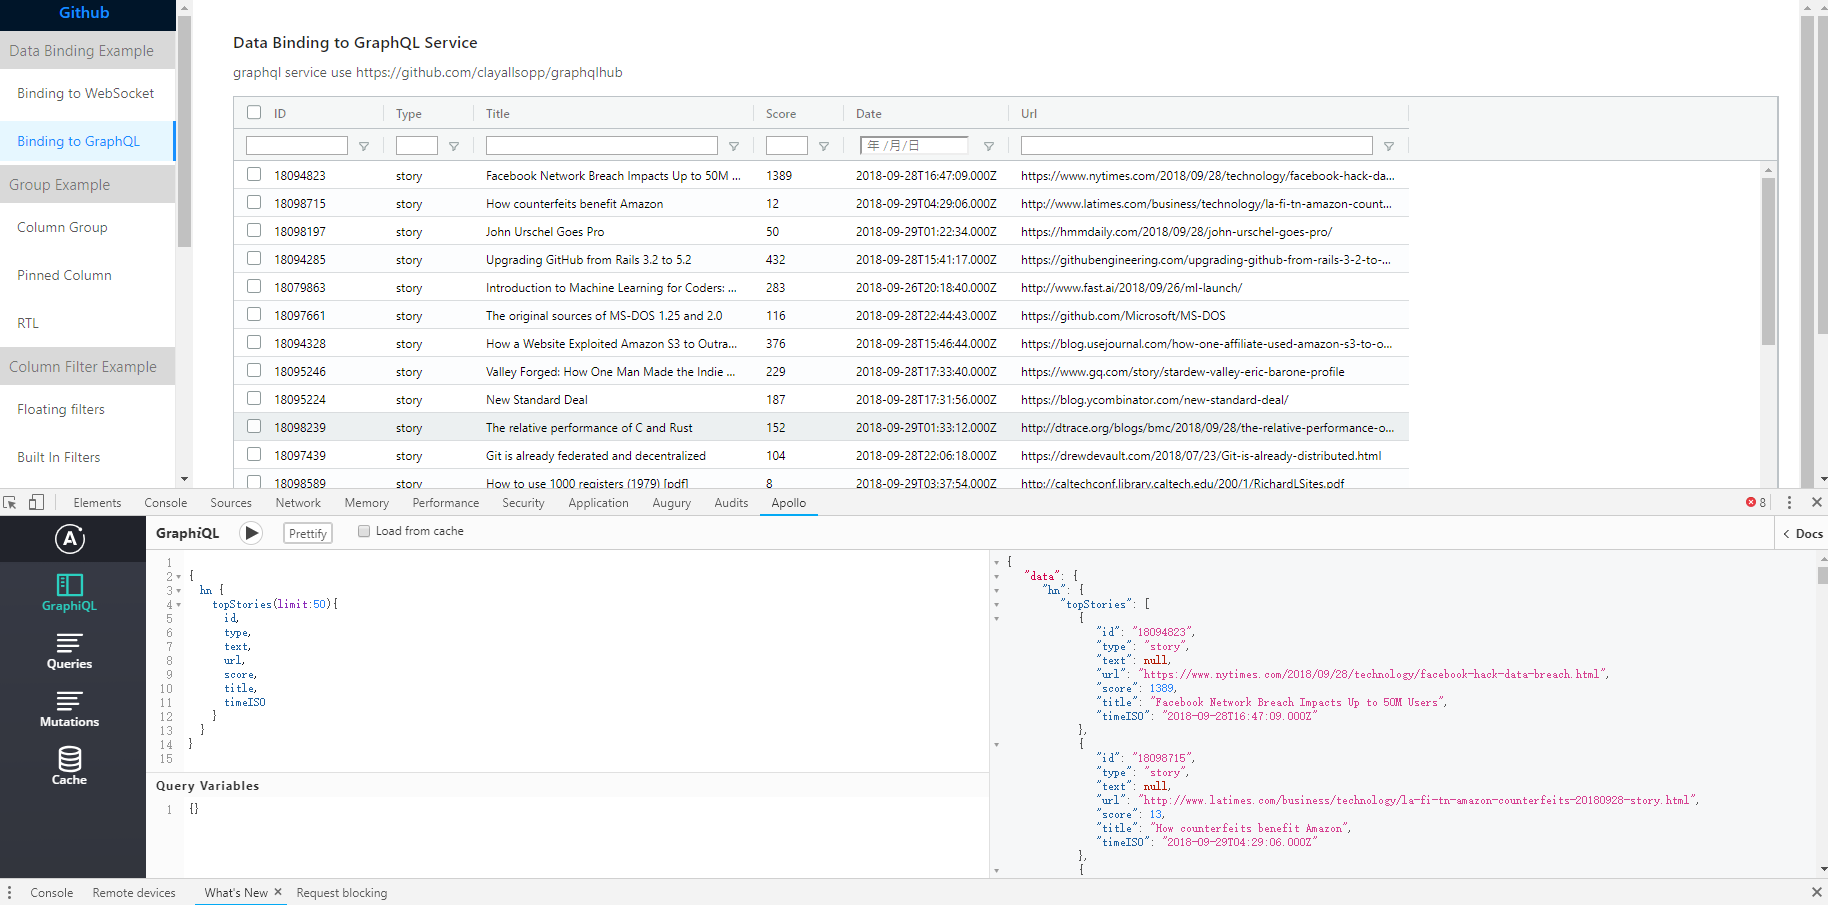 Github
Data Binding Example
Binding to WebSocket
Binding to GraphQL
Group Example
Column Group
Pinned Column
RTL
Column Filter Example
Floating filters
Built In Filters
Data Binding to GraphQL Service
graphql service use https://github.com/clayallsopp/graphqlhub
ID Type Title Score Date Url
年 /月/日
18094823 story Facebook Network Breach Impacts Up to 50M ... 1389 2018-09-28T16:47:09.000Z https://www.nytimes.com/2018/09/28/technology/facebook-hack-da...
18098715 story How counterfeits benefit Amazon 12 2018-09-29T04:29:06.000Z http://www.latimes.com/business/technology/la-fi-tn-amazon-count...
18098197 story John Urschel Goes Pro 50 2018-09-29T01:22:34.000Z https://hmmdaily.com/2018/09/28/john-urschel-goes-pro/
18094285 story Upgrading GitHub from Rails 3.2 to 5.2 432 2018-09-28T15:41:17.000Z https://githubengineering.com/upgrading-github-from-rails-3-2-to-...
18079863 story Introduction to Machine Learning for Coders: ... 283 2018-09-26T20:18:40.000Z http://www.fast.ai/2018/09/26/ml-launch/
18097661 story The original sources of MS-DOS 1.25 and 2.0 116 2018-09-28T22:44:43.000Z https://github.com/Microsoft/MS-DOS
18094328 story How a Website Exploited Amazon S3 to Outra... 376 2018-09-28T15:46:44.000Z https://blog.usejournal.com/how-one-affiliate-used-amazon-s3-to-o...
18095246 story Valley Forged: How One Man Made the Indie ... 229 2018-09-28T17:33:40.000Z https://www.gq.com/story/stardew-valley-eric-barone-profile
18095224 story New Standard Deal 187 2018-09-28T17:31:56.000Z https://blog.ycombinator.com/new-standard-deal/
18098239 story The relative performance of C and Rust 152 2018-09-29T01:33:12.000Z http://dtrace.org/blogs/bmc/2018/09/28/the-relative-performance-o...
18097439 story Git is already federated and decentralized 104 2018-09-28T22:06:18.000Z https://drewdevault.com/2018/07/23/Git-is-already-distributed.html
18098589 story How to use 1000 registers (1979) [pdf] 8 2018-09-29T03:37:54.000Z http://caltechconf.library.caltech.edu/200/1/RichardLSites.pdf
Elements Console Sources Network Memory Performance Security Application Augury Audits Apollo 8
A
GraphiQL
Queries
Mutations
Cache
GraphiQL Prettify Load from cache Docs
1
2 {
3 hn {
4 topStories(limit:50){
5 id,
6 type,
7 text,
8 url,
9 score,
10 title,
11 timeISO
12 }
13 }
14 }
15
Query Variables
1 {}
{
"data": {
"hn": {
"topStories": [
{
"id": "18094823",
"type": "story",
"text": null,
"url": "https://www.nytimes.com/2018/09/28/technology/facebook-hack-data-breach.html",
"score": 1389,
"title": "Facebook Network Breach Impacts Up to 50M Users",
"timeISO": "2018-09-28T16:47:09.000Z"
},
{
"id": "18098715",
"type": "story",
"text": null,
"url": "http://www.latimes.com/business/technology/la-fi-tn-amazon-counterfeits-20180928-story.html",
"score": 13,
"title": "How counterfeits benefit Amazon",
"timeISO": "2018-09-29T04:29:06.000Z"
},
{
Console Remote devices What's New Request blocking